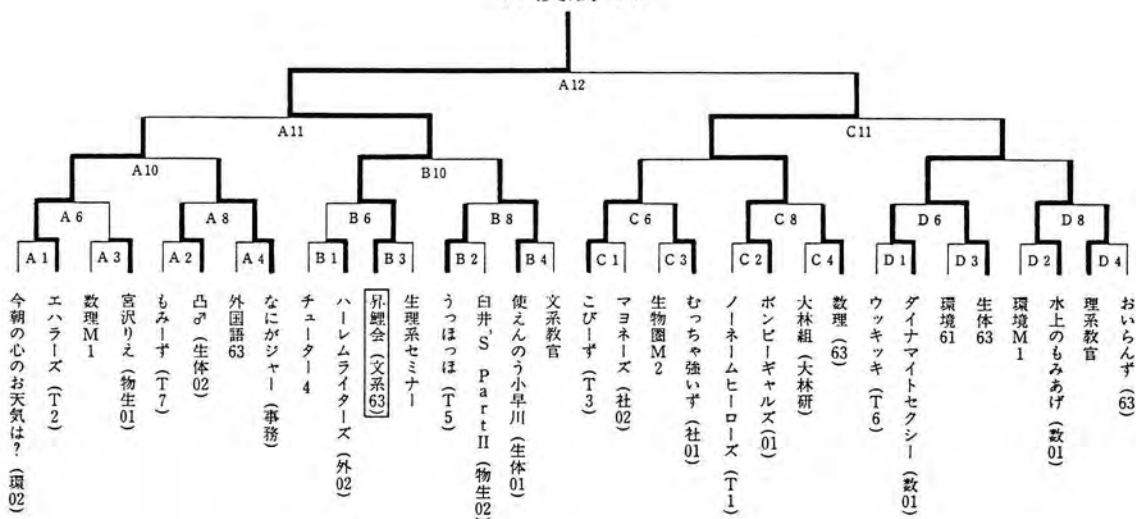 A12
A11
C11
A10
B10
A6
A8
B6
B8
C6
C8
D6
D8
A1
A3
A2
A4
B1
B3
B2
B4
C1
C3
C2
C4
D1
D3
D2
D4
今朝の心のお天気は？（環02）
エハラーズ（T2）
数理M1
宮沢りえ（物生01）
もみーず（T7）
凸♂（生体02）
外国語63
なにがジャー（事務）
チューター4
ハーレムライターズ（外02）
昇鯉会（文系63）
生理系セミナー
うっほっほ（T5）
臼井,S PartⅡ（物生02）
使えんのう小早川（生体01）
文系教官
こびーず（T3）
マヨネーズ（社02）
生物圏M2
むっちゃ強いず（社01）
ノーネームヒーローズ（T1）
ボンビーギャルズ（01）
大林組（大林研）
数理（63）
ウッキッキ（T6）
ダイナマイトセクシー（数01）
環境61
生体63
環境M1
水上のもみあげ（数01）
理系教官
おいらんず（63）